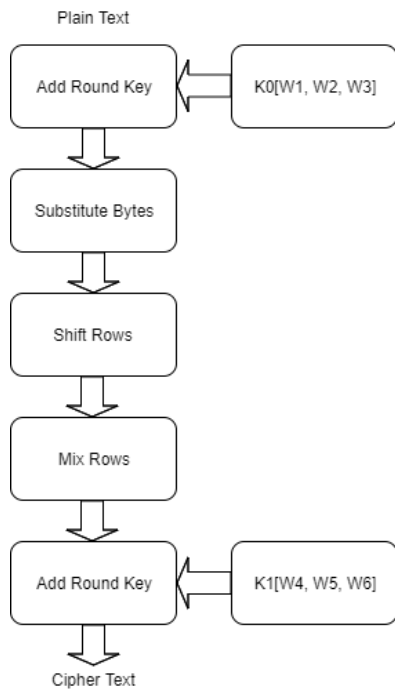 Plain Text
Add Round Key
K0[W1, W2, W3]
Substitute Bytes
Shift Rows
Mix Rows
Add Round Key
K1[W4, W5, W6]
Cipher Text